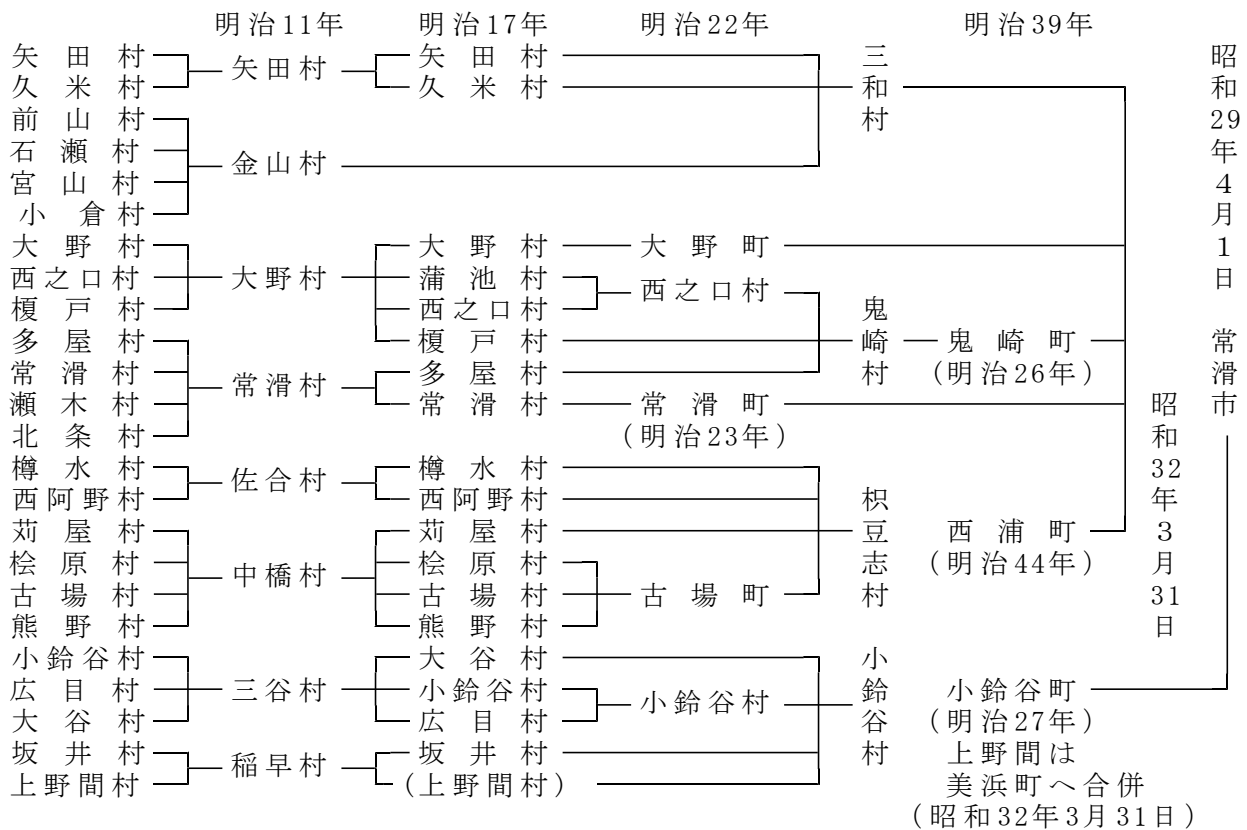 明治11年 明治17年 明治22年 明治39年
矢田村 矢田村 矢田村 三和村
久米村 久米村
前山村 金山村
石瀬村
宮山村
小倉村
大野村 大野村 大野村 大野町
西之口村 蒲池村 西之口村
榎戸村 西之口村
多屋村 常滑村 榎戸村 鬼崎村 鬼崎町
常滑村 多屋村 (明治26年)
瀬木村 常滑村 常滑町
北条村 (明治23年)
樽水村 佐合村 樽水村
西阿野村 西阿野村
苅屋村 中橋村 苅屋村 枳豆志村 西浦町
桧原村 桧原村 古場町 (明治44年)
古場村 古場村
熊野村 熊野村
小鈴谷村 三谷村 大谷村 小鈴谷村
広目村 小鈴谷村 小鈴谷村 小鈴谷町
大谷村 広目村 (明治27年)
坂井村 稲早村 坂井村 上野間は
上野間村 (上野間村) 美浜町へ合併
(昭和32年3月31日)
昭和29年4月1日 常滑市
昭和32年3月31日